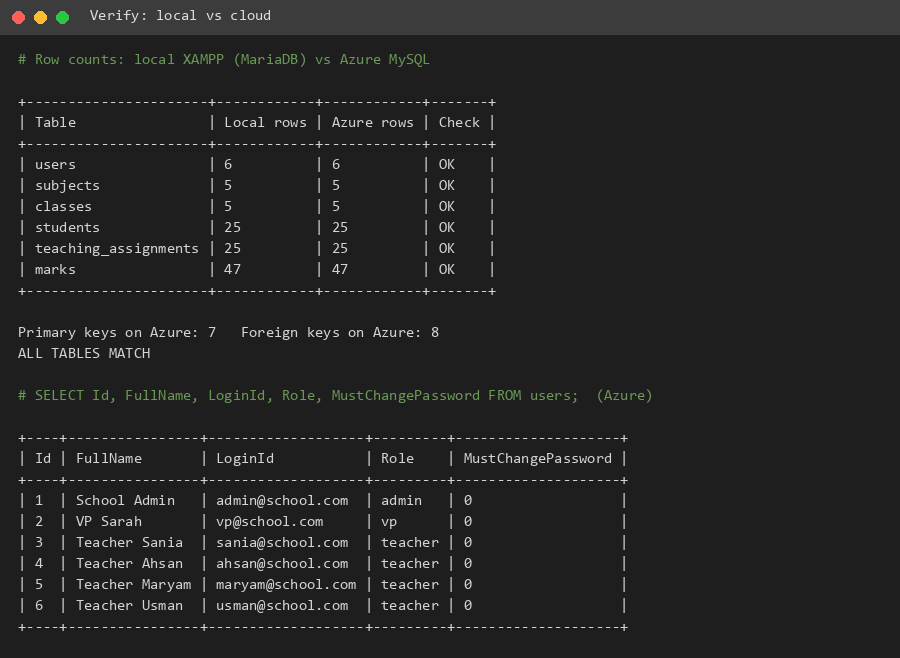 Verify: local vs cloud
# Row counts: local XAMPP (MariaDB) vs Azure MySQL
+----------------------+------------+------------+-------+
| Table                | Local rows | Azure rows | Check |
+----------------------+------------+------------+-------+
| users                | 6          | 6          | OK    |
| subjects             | 5          | 5          | OK    |
| classes              | 5          | 5          | OK    |
| students             | 25         | 25         | OK    |
| teaching_assignments | 25         | 25         | OK    |
| marks                | 47         | 47         | OK    |
+----------------------+------------+------------+-------+
Primary keys on Azure: 7   Foreign keys on Azure: 8
ALL TABLES MATCH
# SELECT Id, FullName, LoginId, Role, MustChangePassword FROM users;  (Azure)
+----+----------------+-------------------+---------+--------------------+
| Id | FullName       | LoginId           | Role    | MustChangePassword |
+----+----------------+-------------------+---------+--------------------+
| 1  | School Admin   | admin@school.com  | admin   | 0                  |
| 2  | VP Sarah       | vp@school.com     | vp      | 0                  |
| 3  | Teacher Sania  | sania@school.com  | teacher | 0                  |
| 4  | Teacher Ahsan  | ahsan@school.com  | teacher | 0                  |
| 5  | Teacher Maryam | maryam@school.com | teacher | 0                  |
| 6  | Teacher Usman  | usman@school.com  | teacher | 0                  |
+----+----------------+-------------------+---------+--------------------+